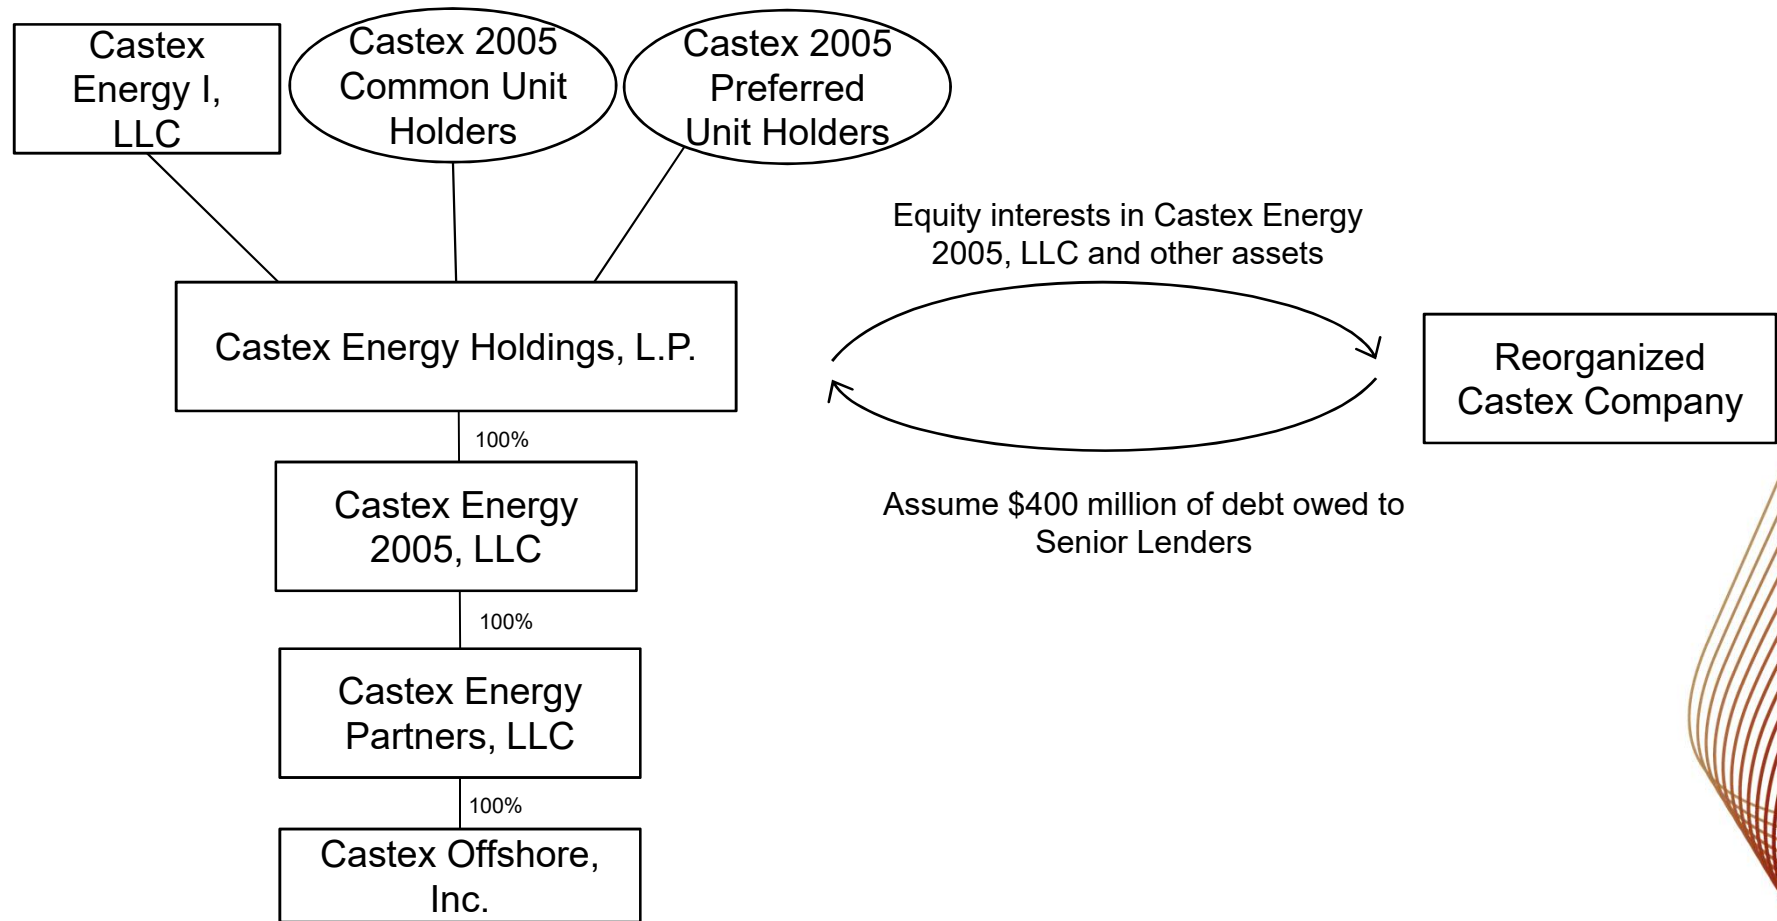 Castex
Energy I,
LLC
Castex 2005
Common Unit
Holders
Castex 2005
Preferred
Unit Holders
Equity interests in Castex Energy
2005, LLC and other assets
Castex Energy Holdings, L.P.
Reorganized
Castex Company
100%
Castex Energy
2005, LLC
Assume $400 million of debt owed to
Senior Lenders
100%
Castex Energy
Partners, LLC
100%
Castex Offshore,
Inc.